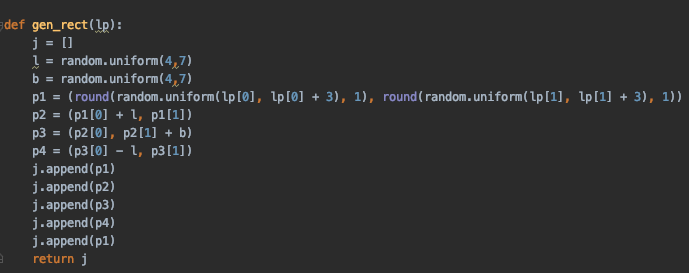 def gen_rect(lp):
    j = []
    l = random.uniform(4,7)
    b = random.uniform(4,7)
    p1 = (round(random.uniform(lp[0], lp[0] + 3), 1), round(random.uniform(lp[1], lp[1] + 3), 1))
    p2 = (p1[0] + l, p1[1])
    p3 = (p2[0], p2[1] + b)
    p4 = (p3[0] - l, p3[1])
    j.append(p1)
    j.append(p2)
    j.append(p3)
    j.append(p4)
    j.append(p1)
    return j